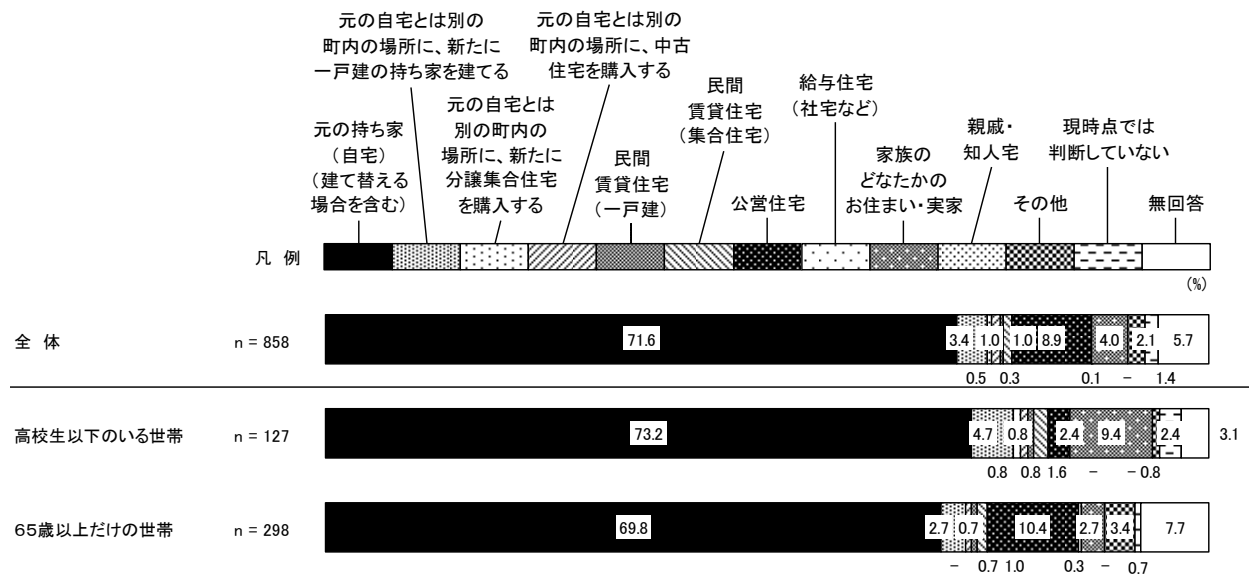 元の自宅とは別の
町内の場所に、新たに
一戸建の持ち家を建てる
元の自宅とは別の
町内の場所に、中古
住宅を購入する
元の持ち家
（自宅）
（建て替える
場合を含む）
元の自宅とは
別の町内の
場所に、新たに
分譲集合住宅
を購入する
民間
賃貸住宅
（一戸建）
民間
賃貸住宅
（集合住宅）
公営住宅
給与住宅
（社宅など）
家族の
どなたかの
お住まい・実家
親戚・
知人宅
その他
現時点では
判断していない
無回答
凡 例
(%)
全 体 n = 858 71.6 3.4 1.0 1.0 8.9 4.0 2.1 5.7
0.5 0.3 0.1 － 1.4
高校生以下のいる世帯 n = 127 73.2 4.7 0.8 2.4 9.4 2.4 3.1
0.8 0.8 1.6 － － 0.8
65歳以上だけの世帯 n = 298 69.8 2.7 0.7 10.4 2.7 3.4 7.7
－ 0.7 1.0 0.3 － 0.7